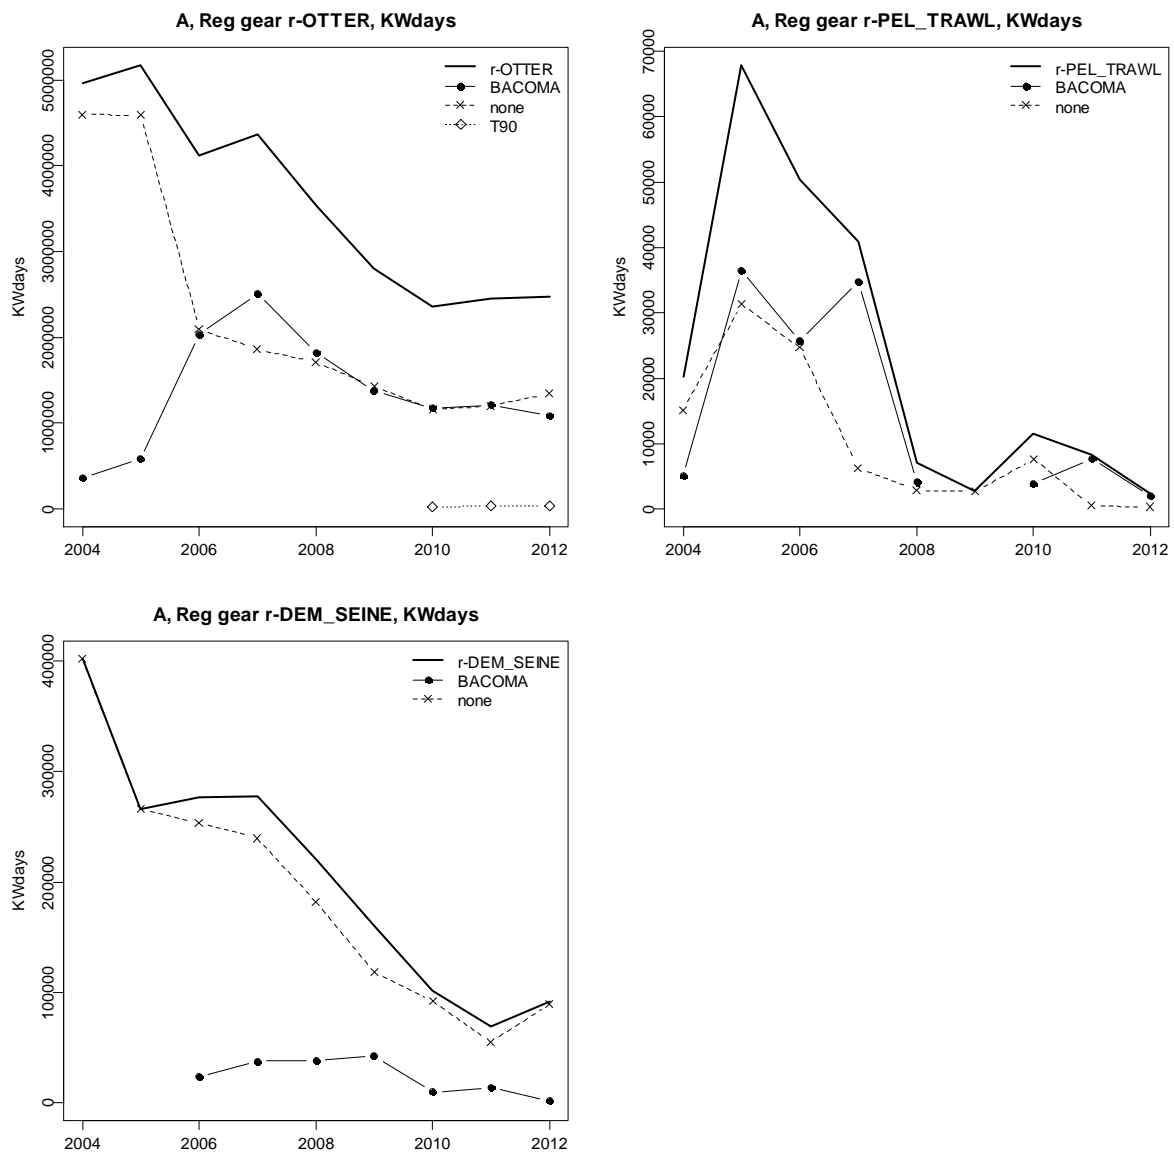 A, Reg gear r-OTTER, KWdays
KWdays
5000000
4000000
3000000
2000000
1000000
0
2004 2006 2008 2010 2012
r-OTTER
BACOMA
none
T90
A, Reg gear r-PEL_TRAWL, KWdays
KWdays
70000
60000
50000
40000
30000
20000
10000
0
2004 2006 2008 2010 2012
r-PEL_TRAWL
BACOMA
none
A, Reg gear r-DEM_SEINE, KWdays
KWdays
400000
300000
200000
100000
0
2004 2006 2008 2010 2012
r-DEM_SEINE
BACOMA
none